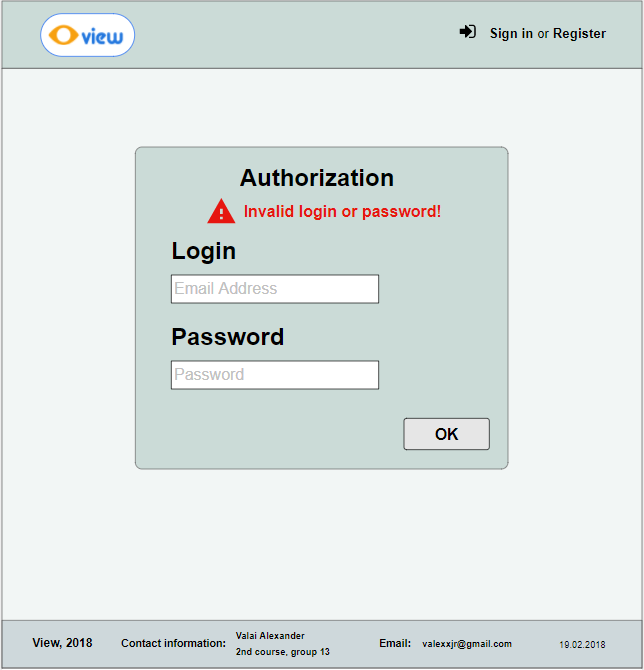 view
Sign in or Register
Authorization
Invalid login or password!
Login
Email Address
Password
Password
OK
View, 2018
Contact information:
Valai Alexander
2nd course, group 13
Email:
valexxjr@gmail.com
19.02.2018